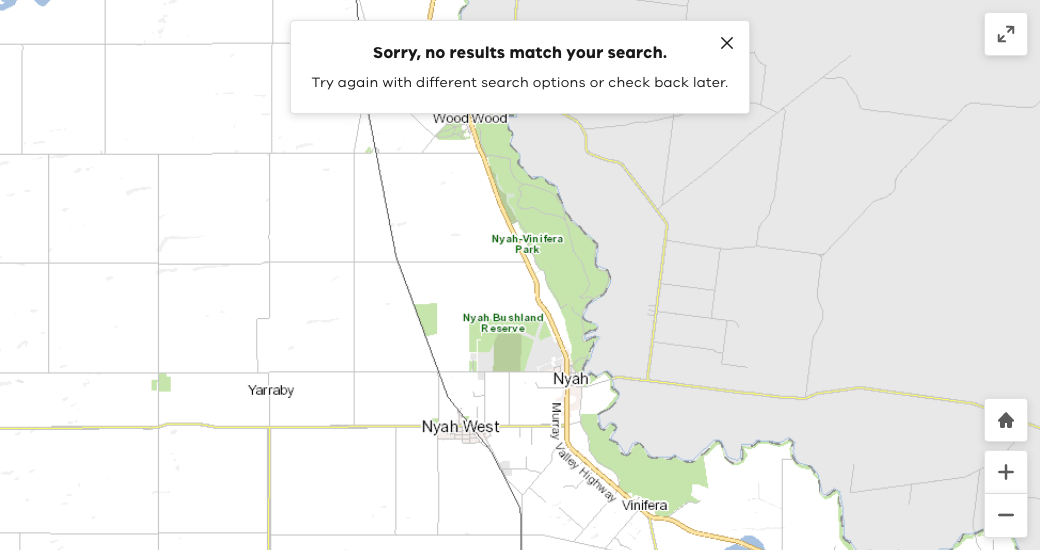 Sorry, no results match your search.
Try again with different search options or check back later.
Wood Wood
Nyah-Vinifera
Park
Nyah Bushland
Reserve
Nyah
Yarraby
Nyah West
Murray Valley Highway
Vinifera